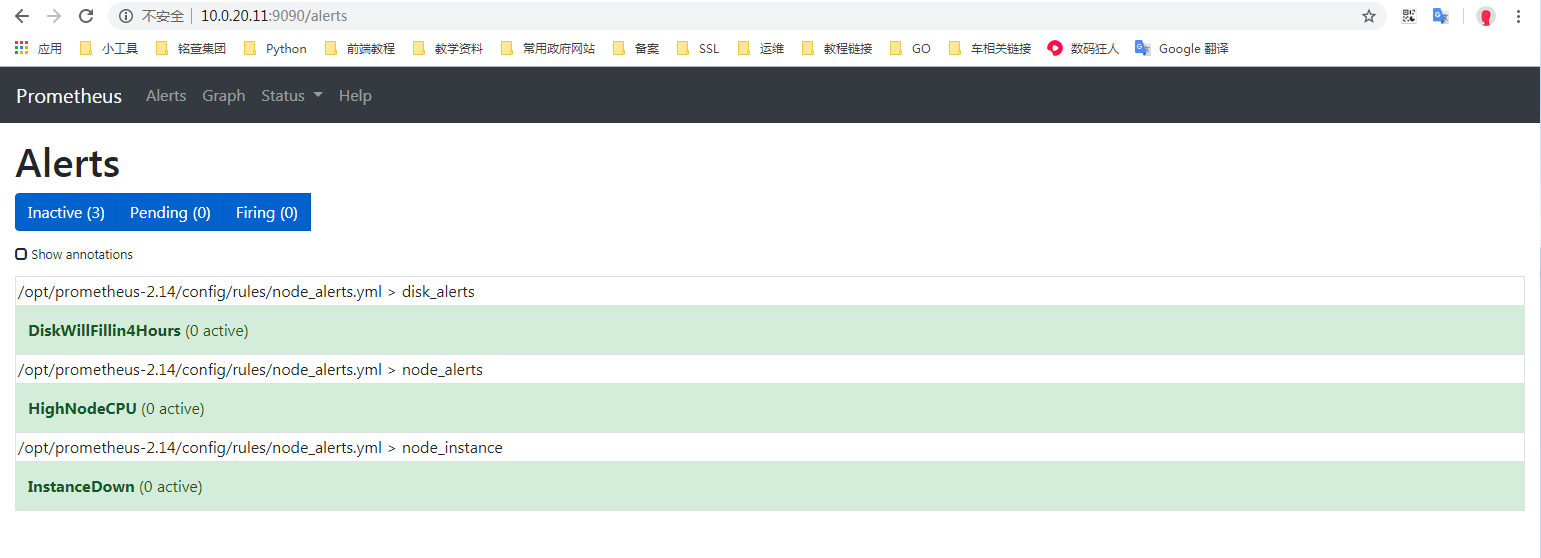 不安全 10.0.20.11:9090/alerts
应用 小工具 铭萱集团 Python 前端教程 教学资料 常用政府网站 备案 SSL 运维 教程链接 GO 车相关链接 数码狂人 Google 翻译
Prometheus Alerts Graph Status Help
Alerts
Inactive (3) Pending (0) Firing (0)
Show annotations
/opt/prometheus-2.14/config/rules/node_alerts.yml > disk_alerts
DiskWillFillin4Hours (0 active)
/opt/prometheus-2.14/config/rules/node_alerts.yml > node_alerts
HighNodeCPU (0 active)
/opt/prometheus-2.14/config/rules/node_alerts.yml > node_instance
InstanceDown (0 active)